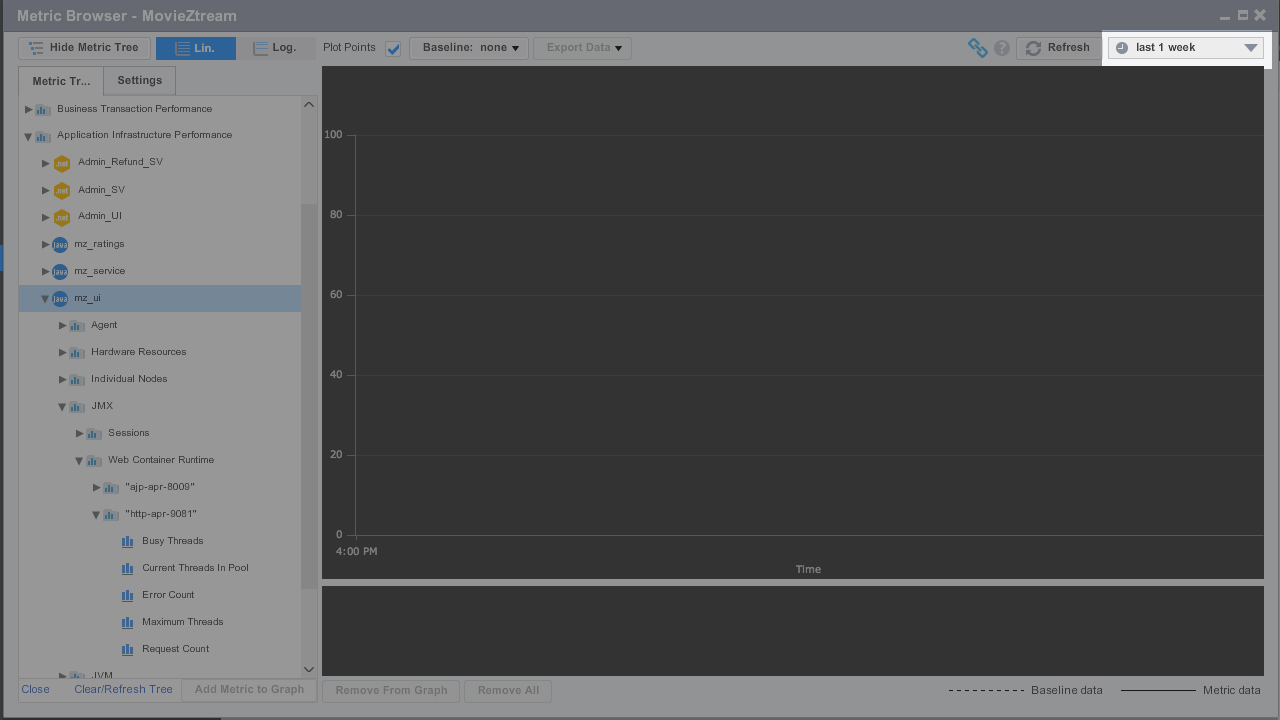 Metric Browser - MovieZtream
Hide Metric Tree
Lin.
Log.
Plot Points
Baseline: none
Export Data
Refresh
last 1 week
Metric Tr...
Settings
Business Transaction Performance
Application Infrastructure Performance
.net Admin_Refund_SV
.net Admin_SV
.net Admin_UI
java mz_ratings
java mz_service
java mz_ui
Agent
Hardware Resources
Individual Nodes
JMX
Sessions
Web Container Runtime
"ajp-apr-8009"
"http-apr-9081"
Busy Threads
Current Threads In Pool
Error Count
Maximum Threads
Request Count
JVM
Close
Clear/Refresh Tree
Add Metric to Graph
100
80
60
40
20
0
4:00 PM
Time
Remove From Graph
Remove All
Baseline data
Metric data